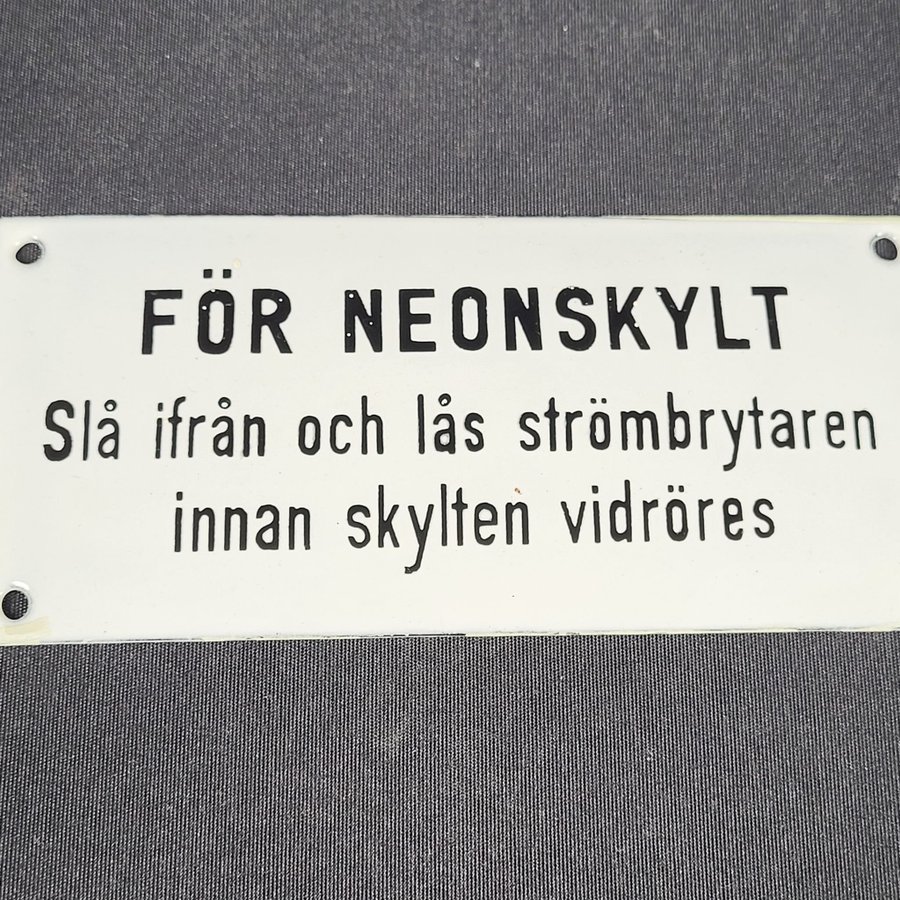 FÖR NEONSKYLT
Slå ifrån och lås strömbrytaren
innan skylten vidröres